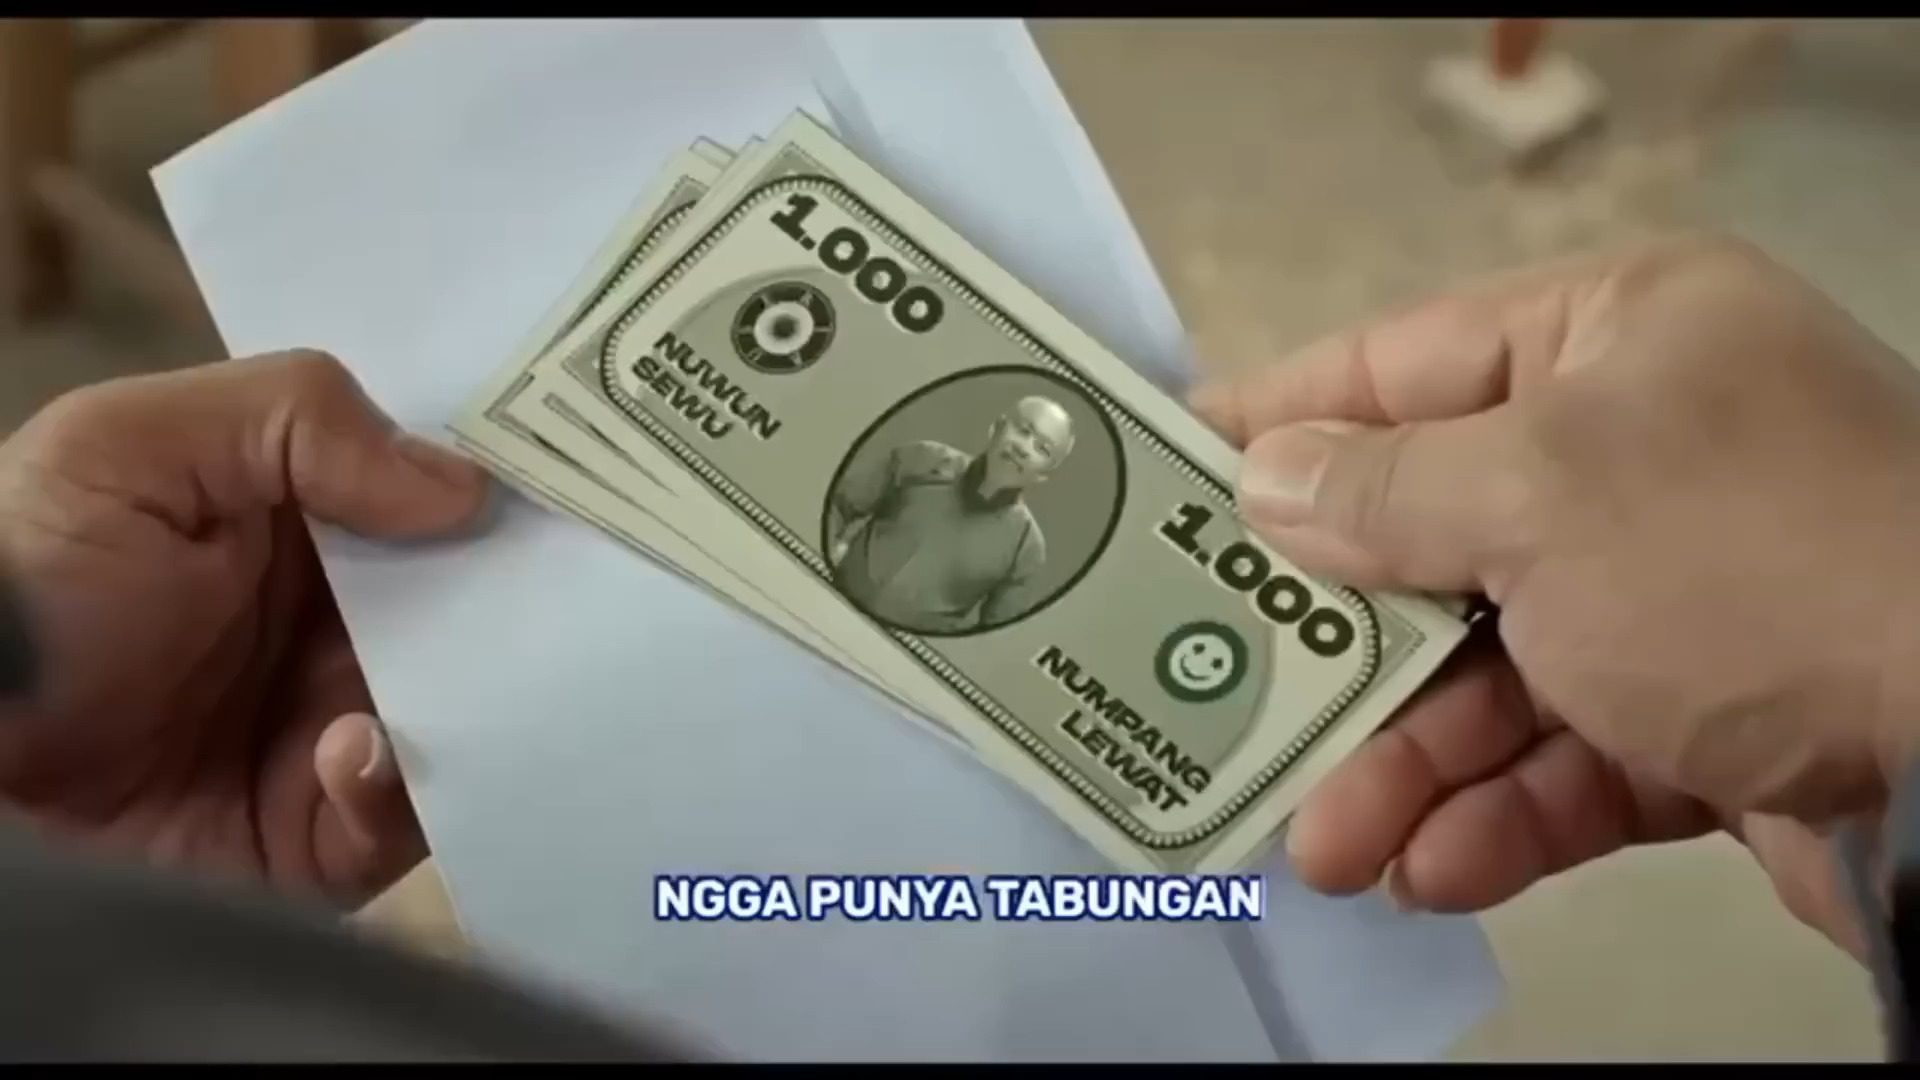 1.000
NUWUN
SEWU
1.000
NUMPANG
LEWAT
NGGA PUNYA TABUNGAN